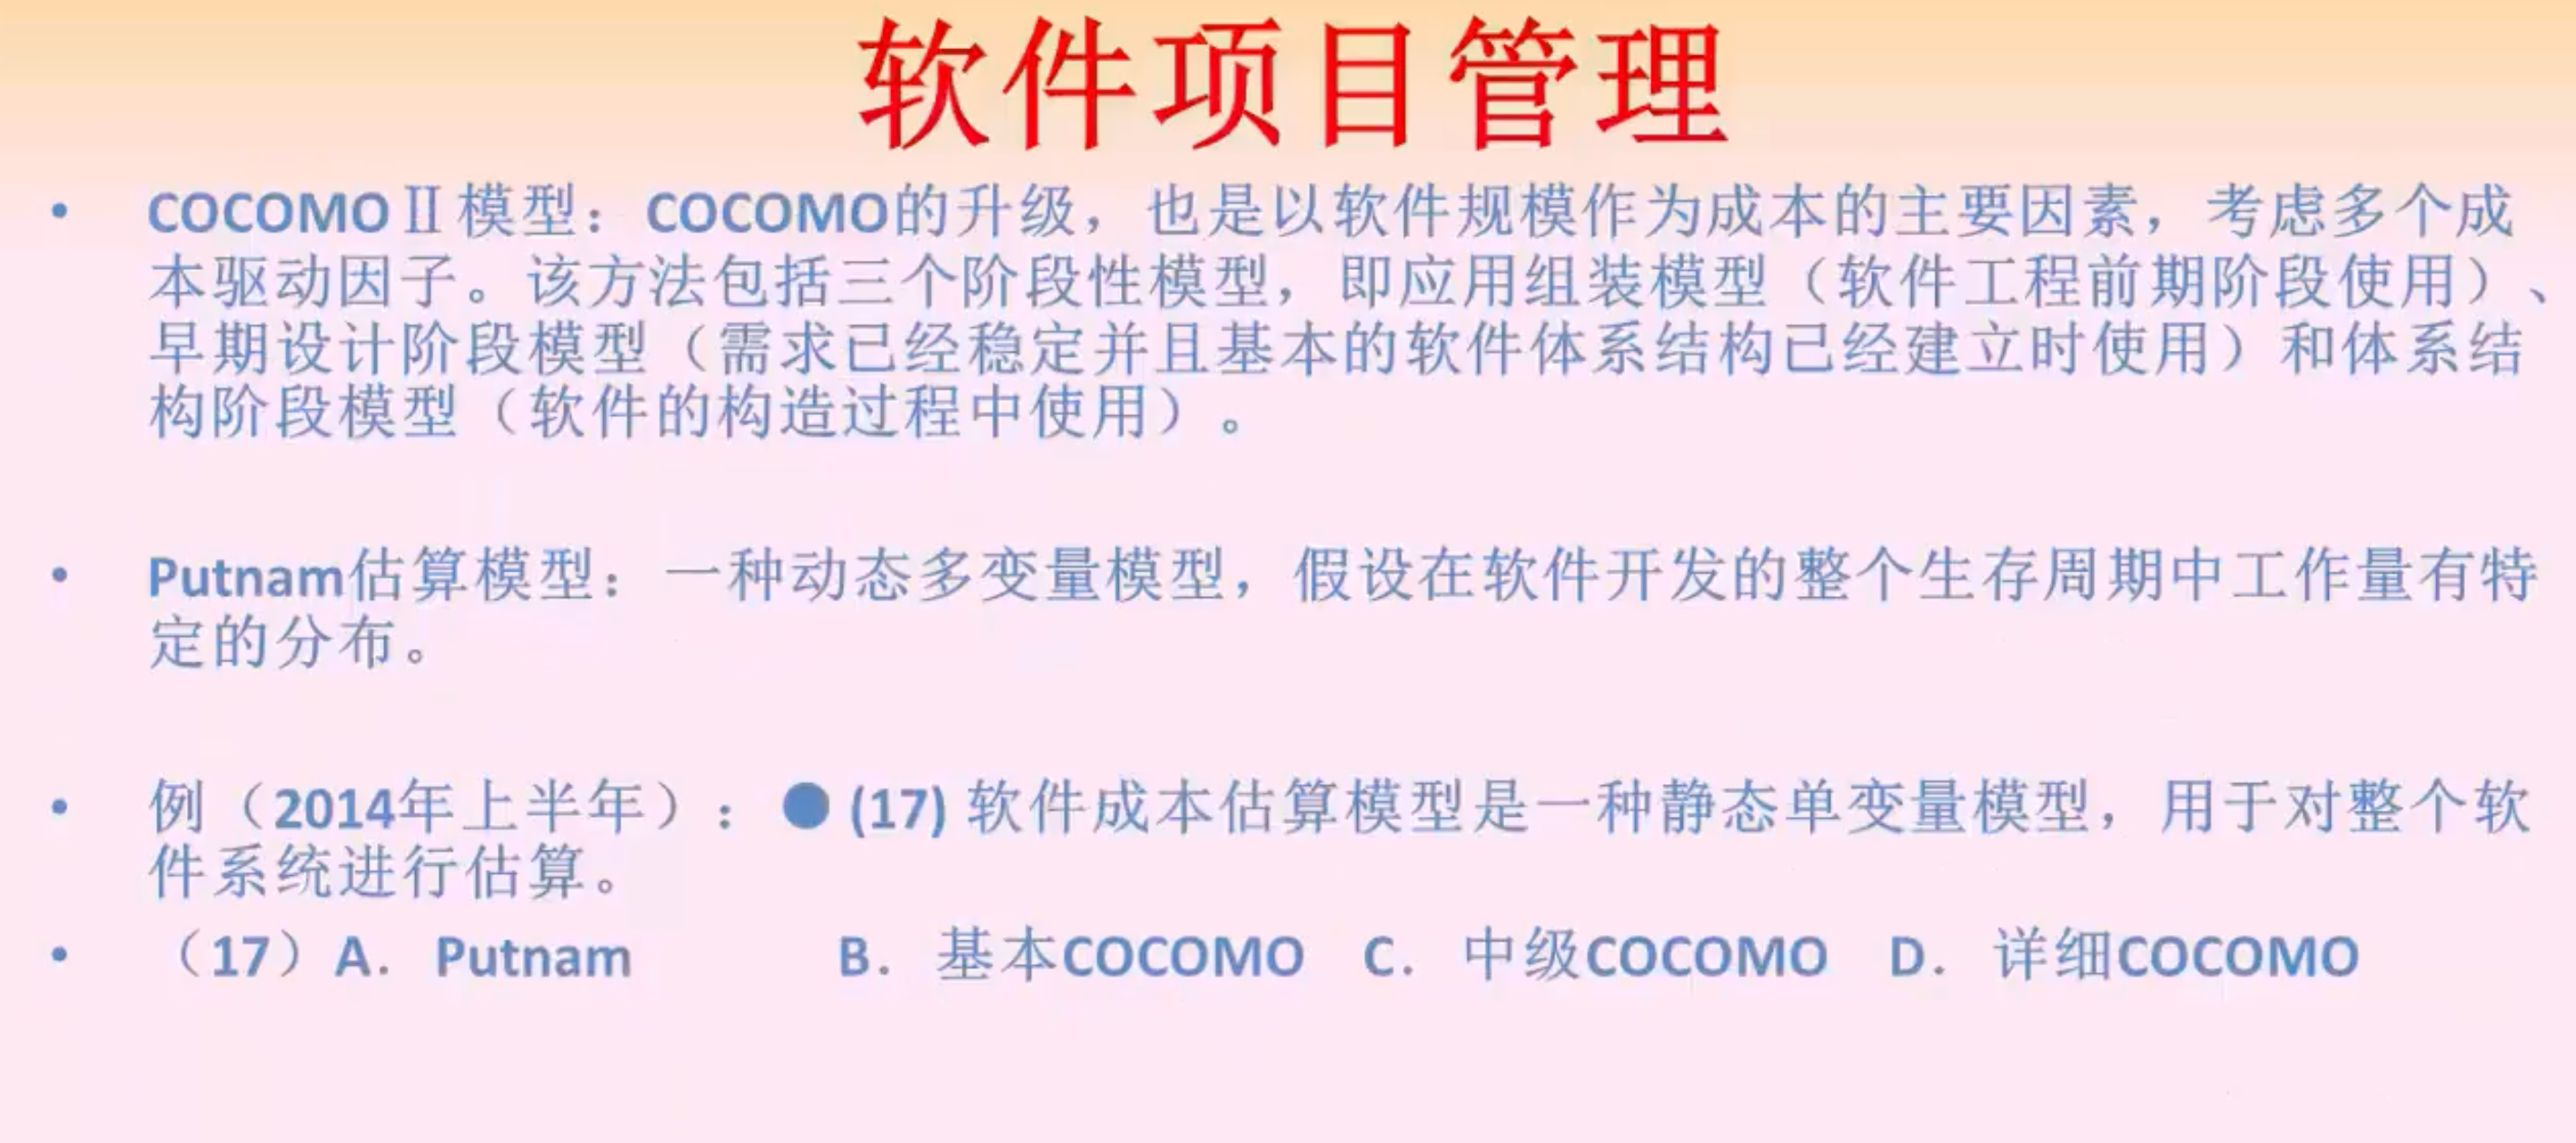 软件项目管理
• COCOMOⅡ模型：COCOMO的升级，也是以软件规模作为成本的主要因素，考虑多个成
本驱动因子。该方法包括三个阶段性模型，即应用组装模型（软件工程前期阶段使用）、
早期设计阶段模型（需求已经稳定并且基本的软件体系结构已经建立时使用）和体系结
构阶段模型（软件的构造过程中使用）。
• Putnam估算模型：一种动态多变量模型，假设在软件开发的整个生存周期中工作量有特
定的分布。
• 例（2014年上半年）：● (17) 软件成本估算模型是一种静态单变量模型，用于对整个软
件系统进行估算。
• （17）A．Putnam B．基本COCOMO C．中级COCOMO D．详细COCOMO